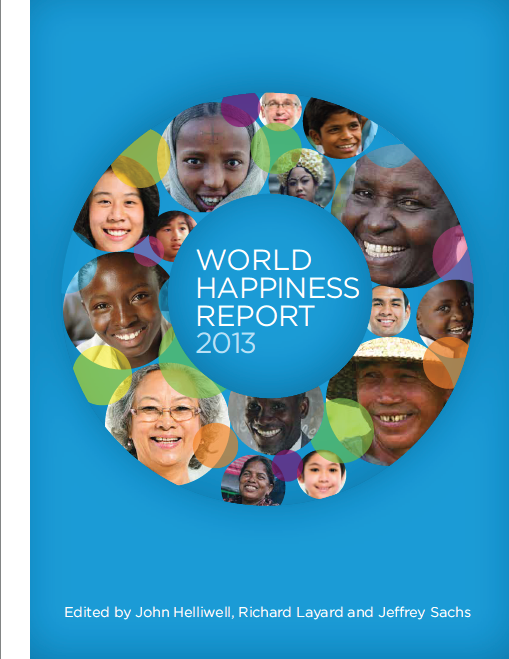 WORLD
HAPPINESS
REPORT
2013
Edited by John Helliwell, Richard Layard and Jeffrey Sachs